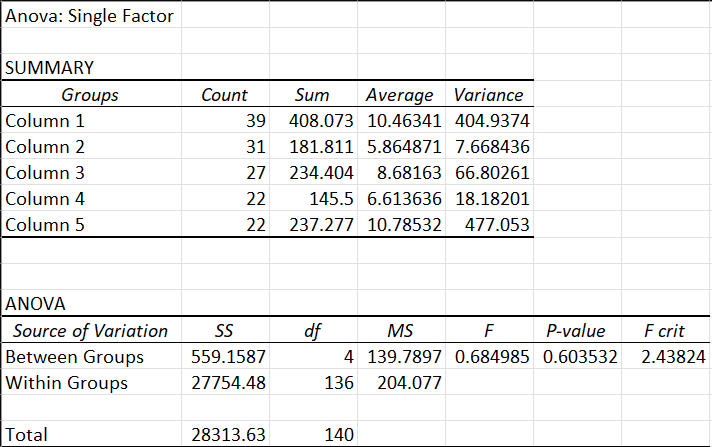 Anova: Single Factor
SUMMARY
Groups Count Sum Average Variance
Column 1 39 408.073 10.46341 404.9374
Column 2 31 181.811 5.864871 7.668436
Column 3 27 234.404 8.68163 66.80261
Column 4 22 145.5 6.613636 18.18201
Column 5 22 237.277 10.78532 477.053
ANOVA
Source of Variation SS df MS F P-value F crit
Between Groups 559.1587 4 139.7897 0.684985 0.603532 2.43824
Within Groups 27754.48 136 204.077
Total 28313.63 140